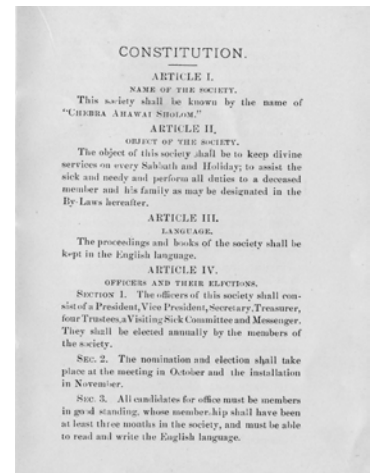 CONSTITUTION.
ARTICLE I.
NAME OF THE SOCIETY.
This society shall be known by the name of
"CHEBRA AHAWAI SHOLOM."
ARTICLE II.
OBJECT OF THE SOCIETY.
The object of this society shall be to keep divine
services on every Sabbath and Holiday; to assist the
sick and needy and perform all duties to a deceased
member and his family as may be designated in the
By-Laws hereafter.
ARTICLE III.
LANGUAGE.
The proceedings and books of the society shall be
kept in the English language.
ARTICLE IV.
OFFICERS AND THEIR ELECTIONS.
SECTION 1. The officers of this society shall con-
sist of a President, Vice President, Secretary, Treasurer,
four Trustees, a Visiting Sick Committee and Messenger.
They shall be elected annually by the members of
the society.
SEC. 2. The nomination and election shall take
place at the meeting in October and the installation
in November.
SEC. 3. All candidates for office must be members
in good standing, whose membership shall have been
at least three months in the society, and must be able
to read and write the English language.